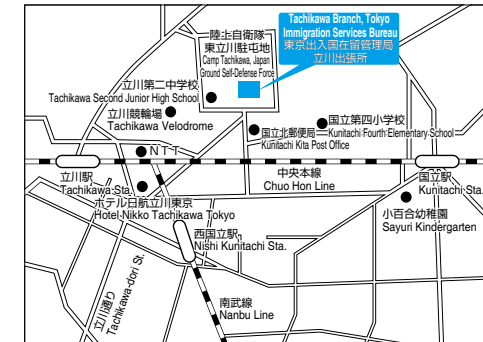 陸上自衛隊
東立川駐屯地
Camp Tachikawa, Japan
Ground Self-Defense Force
Tachikawa Branch, Tokyo
Immigration Services Bureau
東京出入国在留管理局
立川出張所
立川第二中学校
Tachikawa Second Junior High School
立川競輪場
Tachikawa Velodrome
国立第四小学校
Kunitachi Fourth Elementary School
国立北郵便局
Kunitachi Kita Post Office
NTT
立川駅
Tachikawa Sta.
中央本線
Chuo Hon Line
国立駅
Kunitachi Sta.
ホテル日航立川東京
Hotel Nikko Tachikawa Tokyo
小百合幼稚園
Sayuri Kindergarten
西国立駅
Nishi Kunitachi Sta.
立川通り
Tachikawa-dori St.
南武線
Nanbu Line